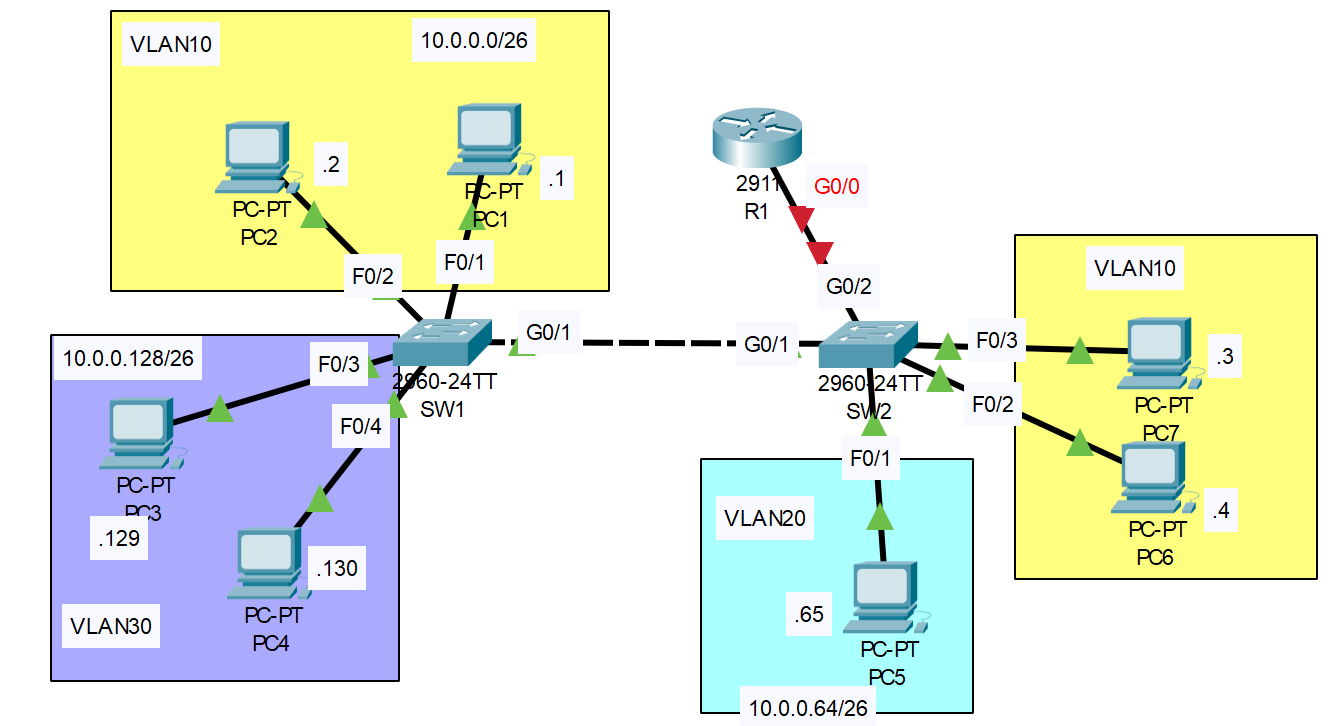 VLAN10
10.0.0.0/26
.2
.1
PC-PT
PC2
PC-PT
PC1
F0/2
F0/1
2911
R1
G0/0
G0/2
VLAN10
10.0.0.128/26
F0/3
F0/4
G0/1
2960-24TT
SW1
G0/1
2960-24TT
SW2
F0/3
F0/2
.3
PC-PT
PC7
.4
PC-PT
PC6
PC-PT
PC3
.129
.130
PC-PT
PC4
VLAN30
F0/1
VLAN20
.65
PC-PT
PC5
10.0.0.64/26